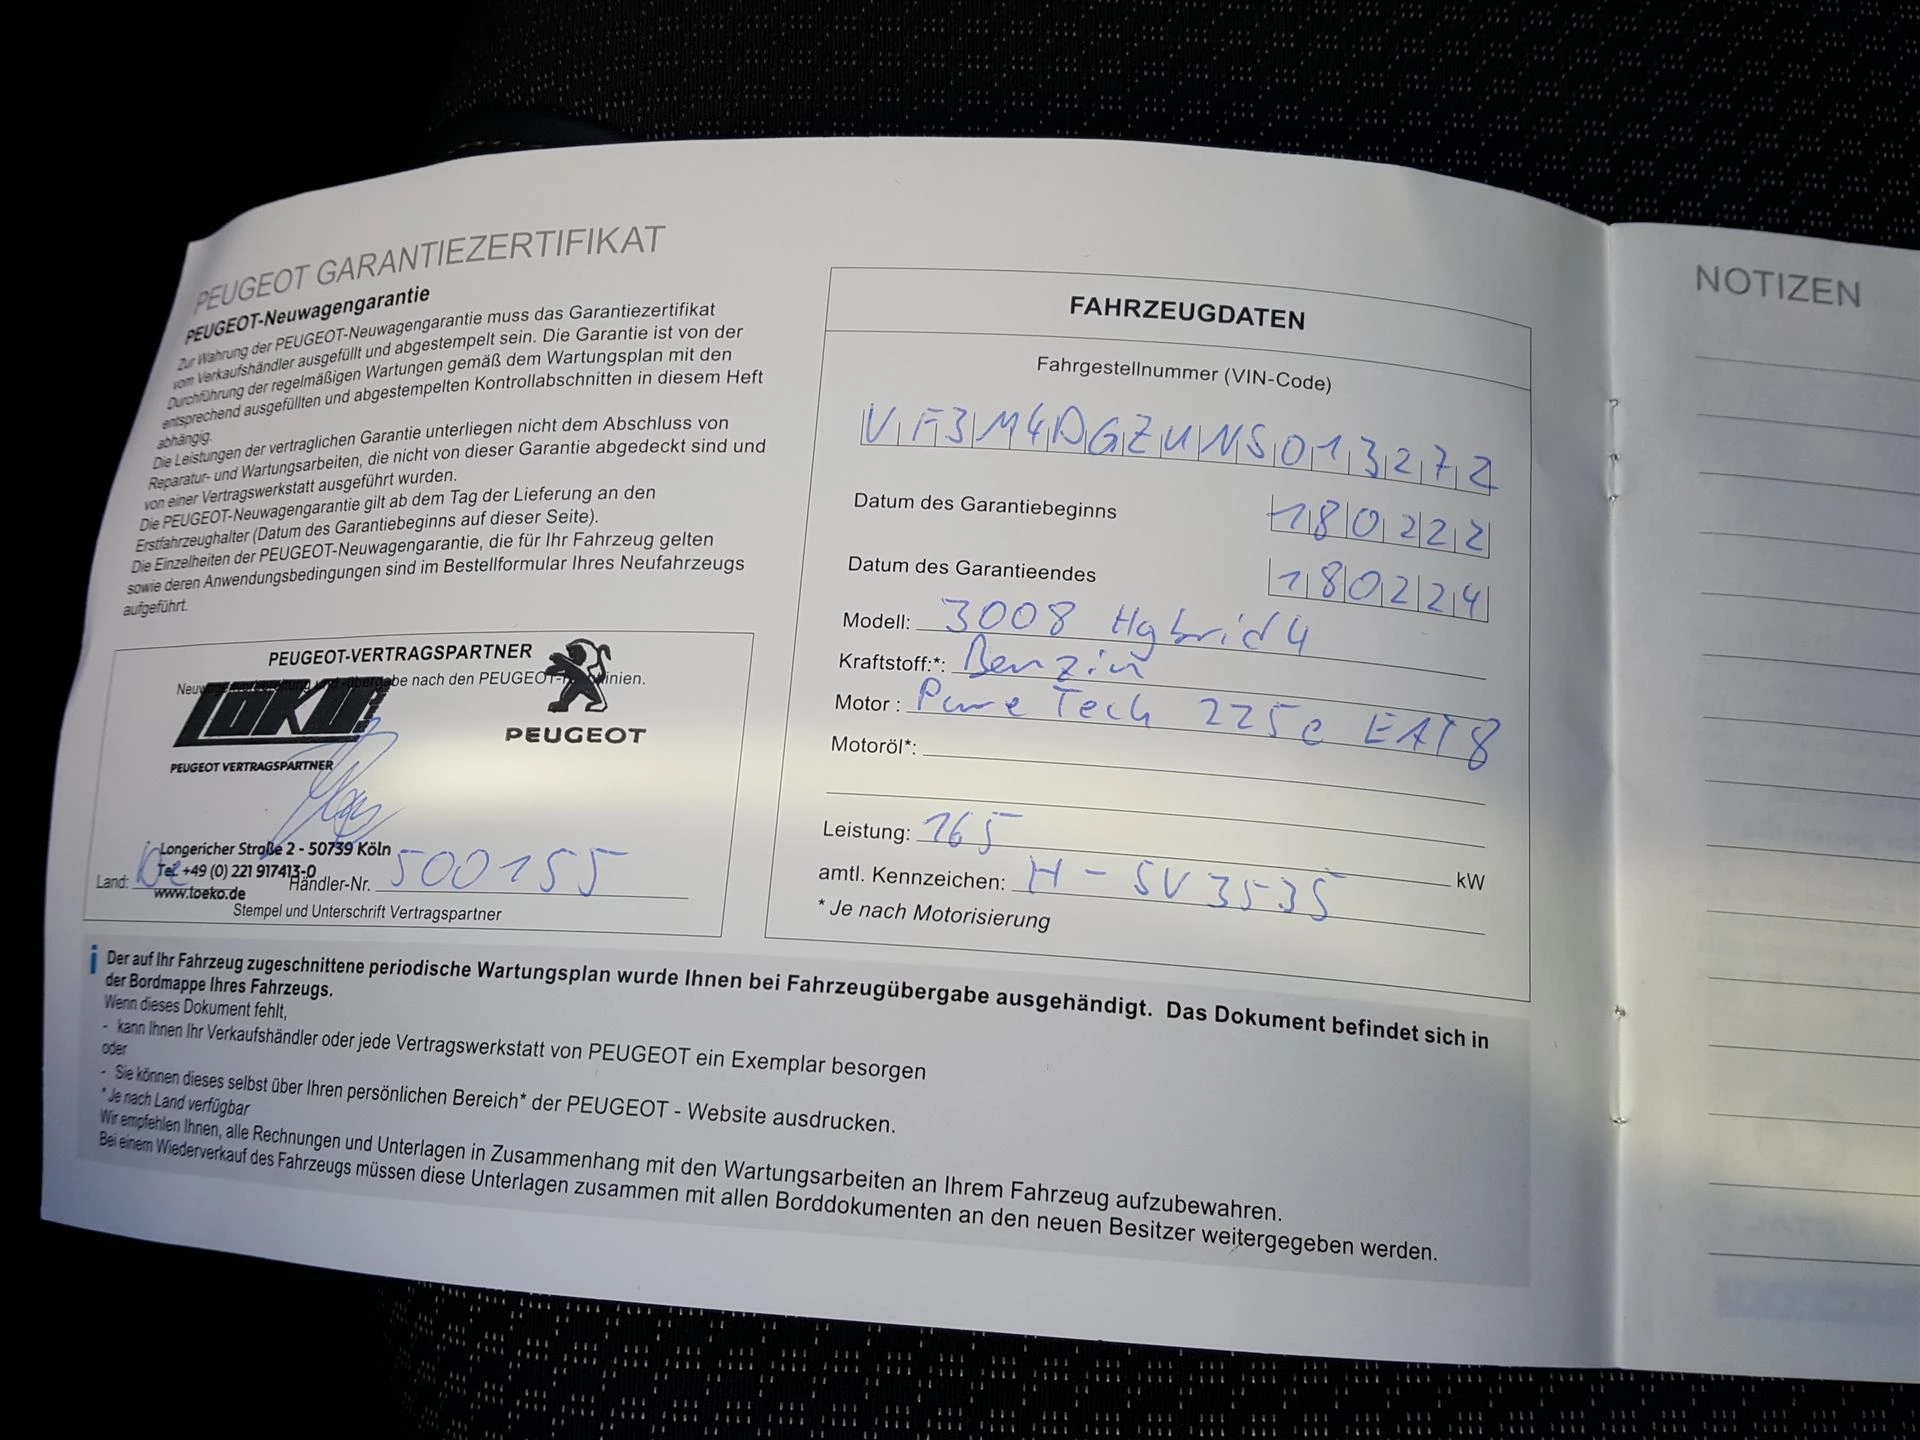 PEUGEOT GARANTIEZERTIFIKAT
PEUGEOT-Neuwagengarantie
Zur Wahrung der PEUGEOT-Neuwagengarantie muss das Garantiezertifikat
vom Verkaufshändler ausgefüllt und abgestempelt sein. Die Garantie ist von der
Durchführung der regelmäßigen Wartungen gemäß dem Wartungsplan mit den
entsprechend ausgefüllten und abgestempelten Kontrollabschnitten in diesem Heft
abhängig.
Die Leistungen der vertraglichen Garantie unterliegen nicht dem Abschluss von
Reparatur- und Wartungsarbeiten, die nicht von dieser Garantie abgedeckt sind und
von einer Vertragswerkstatt ausgeführt wurden.
Die PEUGEOT-Neuwagengarantie gilt ab dem Tag der Lieferung an den
Erstfahrzeughalter (Datum des Garantiebeginns auf dieser Seite).
Die Einzelheiten der PEUGEOT-Neuwagengarantie, die für Ihr Fahrzeug gelten
sowie deren Anwendungsbedingungen sind im Bestellformular Ihres Neufahrzeugs
aufgeführt.
PEUGEOT-VERTRAGSPARTNER
und -übergabe nach den PEUGEOT
PEUGEOT
PEUGEOT VERTRAGSPARTNER
Longericher Straße 2 - 50739 Köln
Tel. +49 (0) 221 917413-0
www.toeko.de
Land: De Händler-Nr. 500155
Stempel und Unterschrift Vertragspartner
FAHRZEUGDATEN
Fahrgestellnummer (VIN-Code)
VF3M4DGZUNS013272
Datum des Garantiebeginns 180222
Datum des Garantieendes 180224
Modell: 3008 Hybrid4
Kraftstoff:*: Benzin
Motor : Pure Tech 225e EAT8
Motoröl*:
Leistung: 165 kW
amtl. Kennzeichen: H - SV 3535
* Je nach Motorisierung
i Der auf Ihr Fahrzeug zugeschnittene periodische Wartungsplan wurde Ihnen bei Fahrzeugübergabe ausgehändigt. Das Dokument befindet sich in
der Bordmappe Ihres Fahrzeugs.
Wenn dieses Dokument fehlt,
- kann Ihnen Ihr Verkaufshändler oder jede Vertragswerkstatt von PEUGEOT ein Exemplar besorgen
oder
- Sie können dieses selbst über Ihren persönlichen Bereich* der PEUGEOT - Website ausdrucken.
* Je nach Land verfügbar
Wir empfehlen Ihnen, alle Rechnungen und Unterlagen in Zusammenhang mit den Wartungsarbeiten an Ihrem Fahrzeug aufzubewahren.
Bei einem Wiederverkauf des Fahrzeugs müssen diese Unterlagen zusammen mit allen Borddokumenten an den neuen Besitzer weitergegeben werden.
NOTIZEN